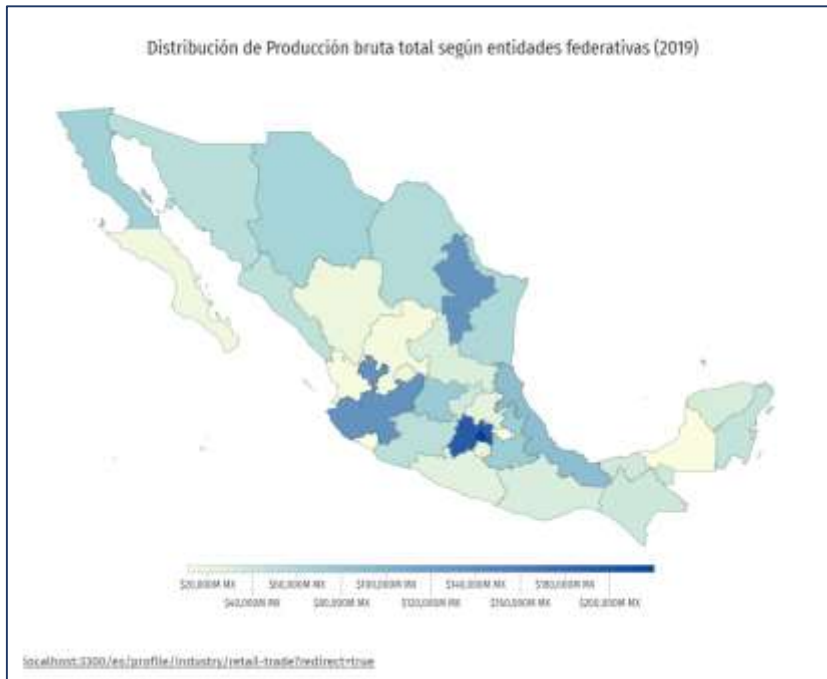 Distribución de Producción bruta total según entidades federativas (2019)
$20,000M MX $60,000M MX $100,000M MX $140,000M MX $180,000M MX
$40,000M MX $80,000M MX $120,000M MX $160,000M MX $200,000M MX
localhost:3300/es/profile/industry/retail-trade?redirect=true